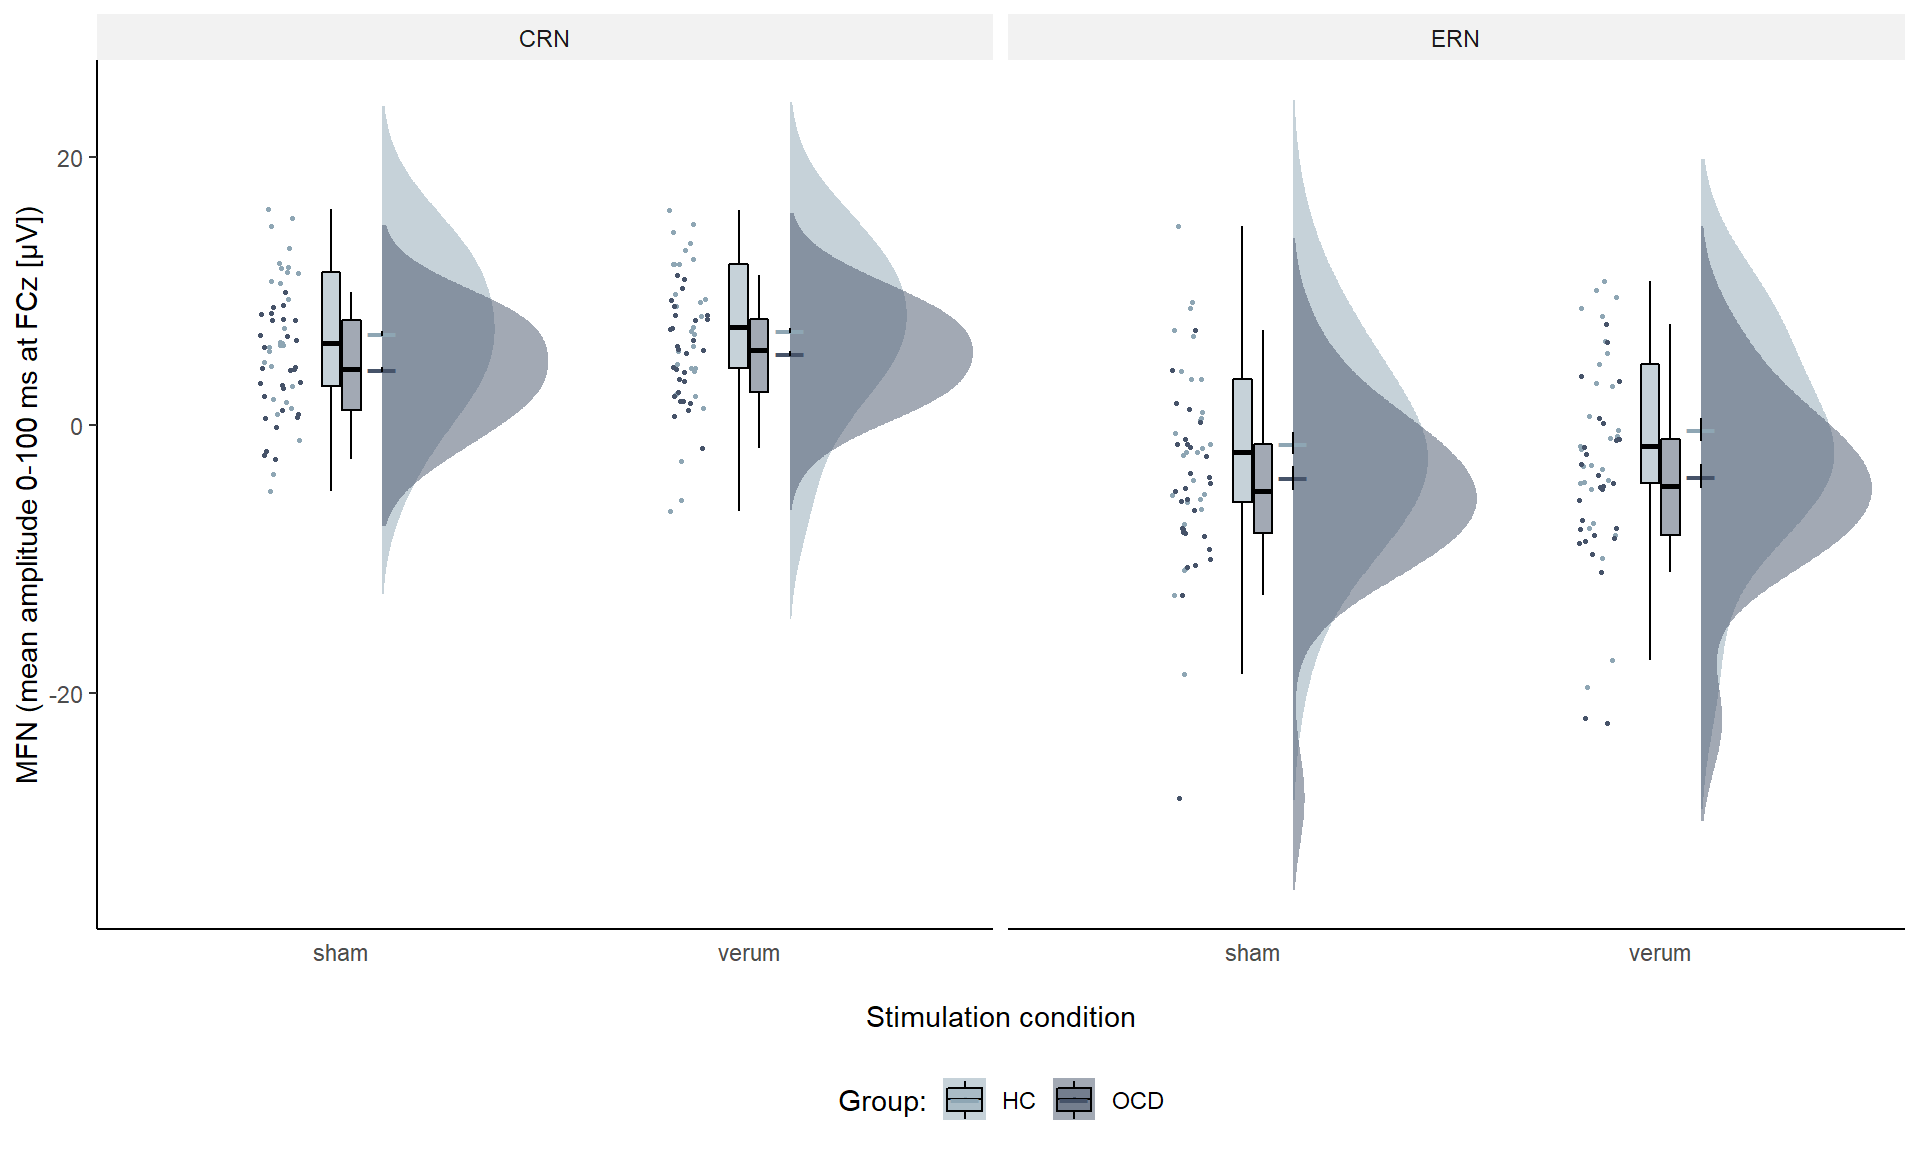 CRN
ERN
20
0
-20
MFN (mean amplitude 0-100 ms at FCz [µV])
sham
verum
sham
verum
Stimulation condition
Group: HC OCD